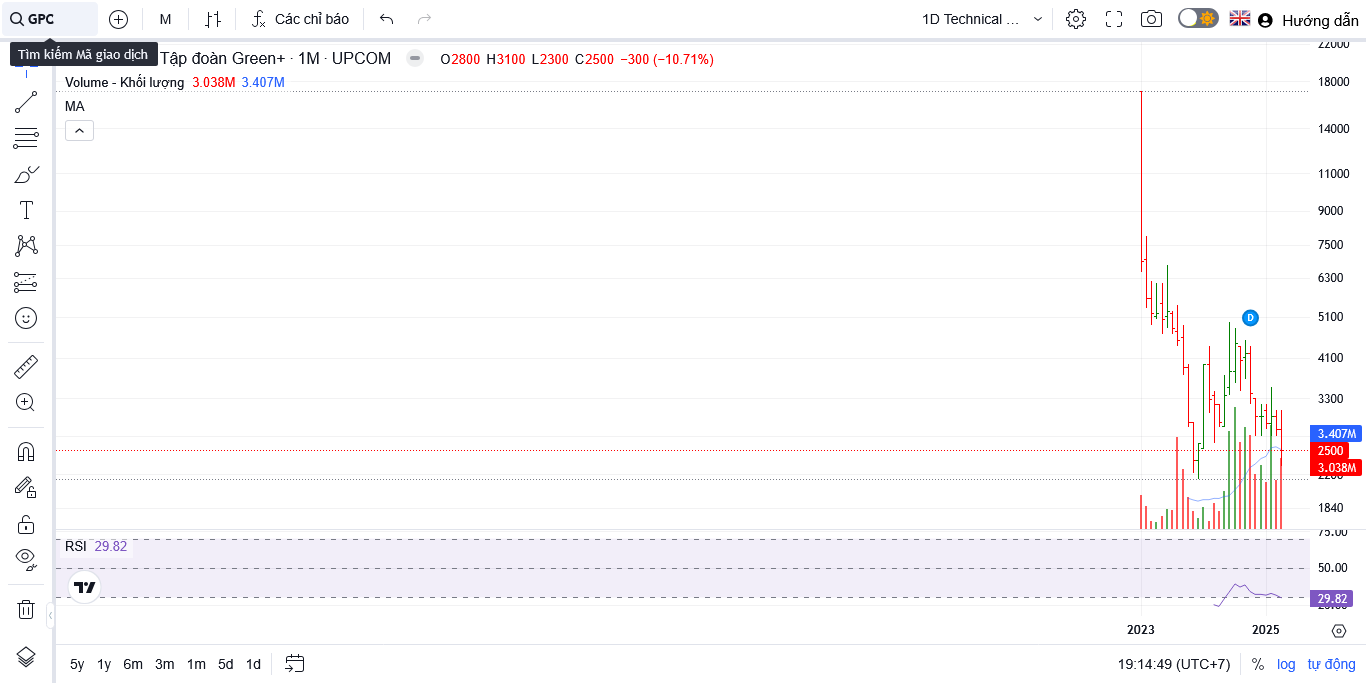 GPC
M
Các chỉ báo
1D Technical ...
Hướng dẫn
Tìm kiếm Mã giao dịch
Tập đoàn Green+ · 1M · UPCOM
O2800 H3100 L2300 C2500 −300 (−10.71%)
Volume - Khối lượng 3.038M 3.407M
MA
22000
18000
14000
11000
9000
7500
6300
5100
D
4100
3300
3.407M
2500
3.038M
2200
1840
75.00
RSI 29.82
50.00
29.82
2023
2025
5y 1y 6m 3m 1m 5d 1d
19:14:49 (UTC+7)
% log tự động